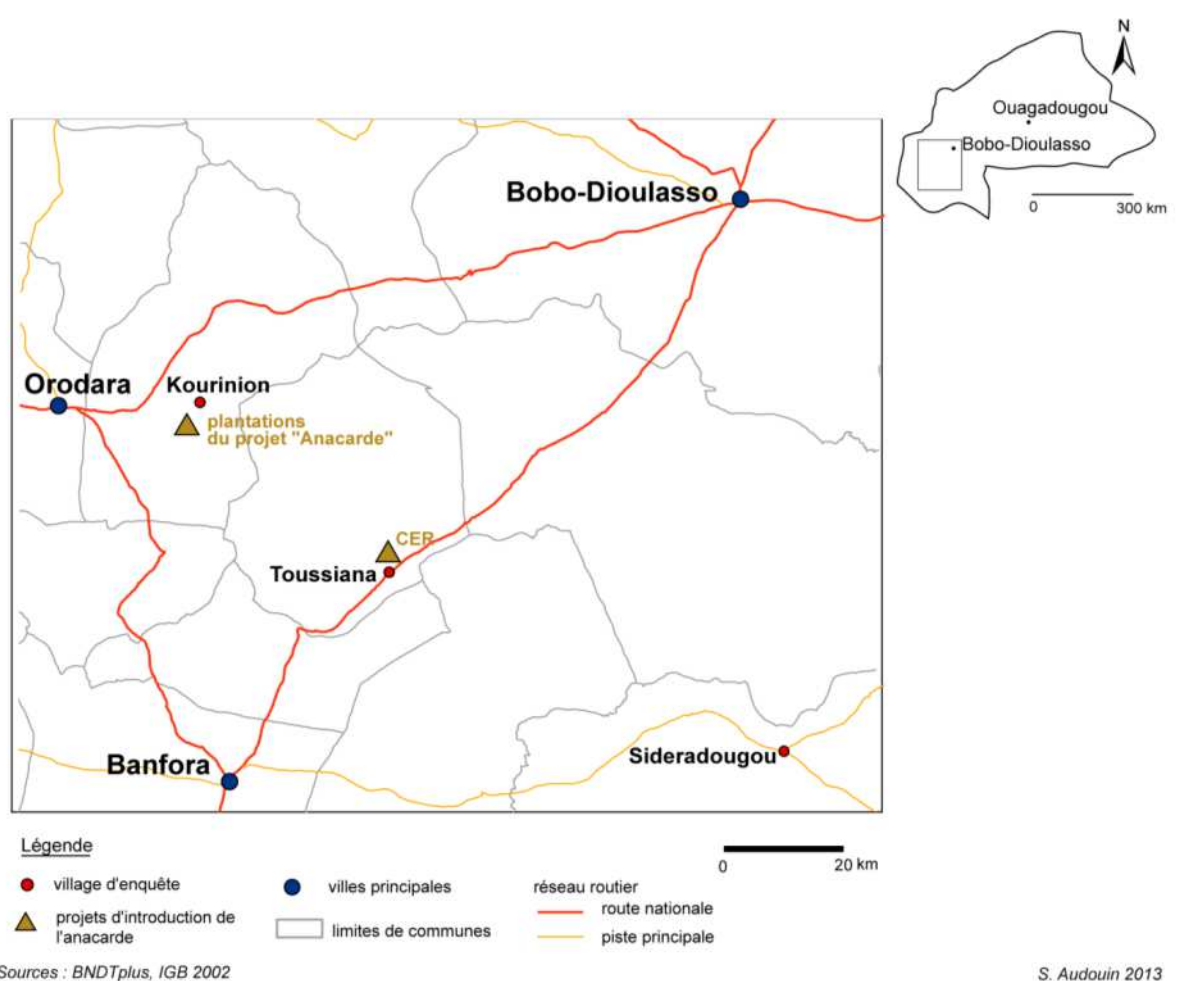 N
Ouagadougou
Bobo-Dioulasso
0 300 km
Bobo-Dioulasso
Orodara
Kourinion
plantations
du projet "Anacarde"
CER
Toussiana
Banfora
Sideradougou
0 20 km
Légende
village d'enquête
projets d'introduction de
l'anacarde
villes principales
limites de communes
réseau routier
route nationale
piste principale
Sources : BNDTplus, IGB 2002
S. Audouin 2013